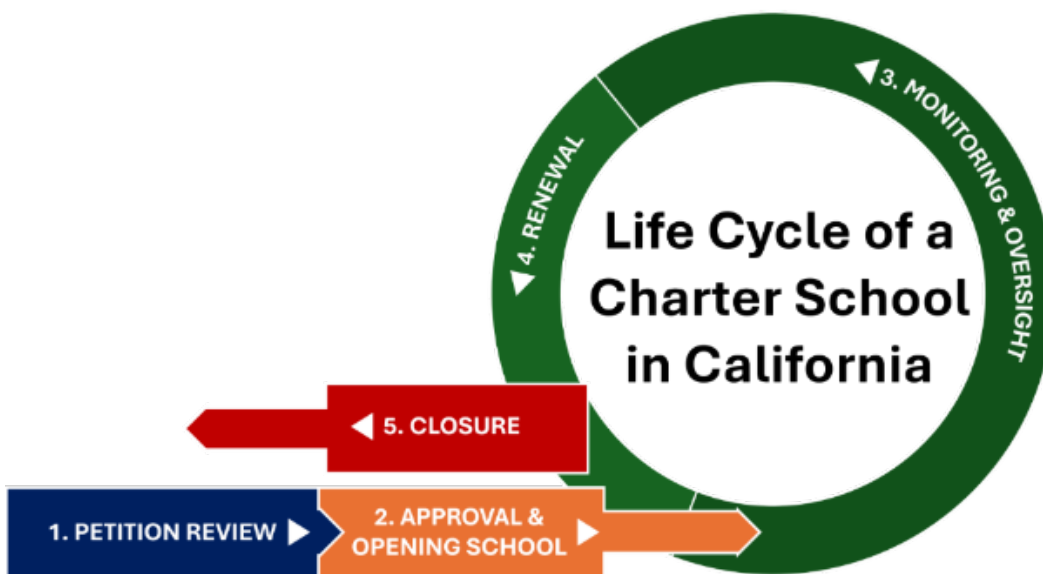 3. MONITORING & OVERSIGHT
4. RENEWAL
Life Cycle of a
Charter School
in California
5. CLOSURE
1. PETITION REVIEW
2. APPROVAL &
OPENING SCHOOL